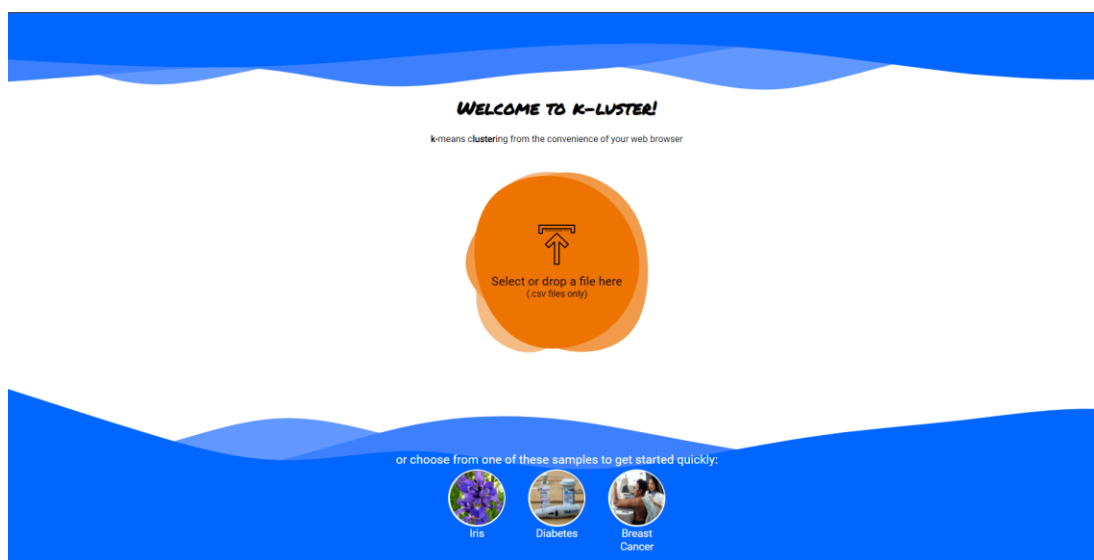 Welcome to k-luster!
k-means clustering from the convenience of your web browser
Select or drop a file here
(.csv files only)
or choose from one of these samples to get started quickly:
Iris
Diabetes
Breast
Cancer